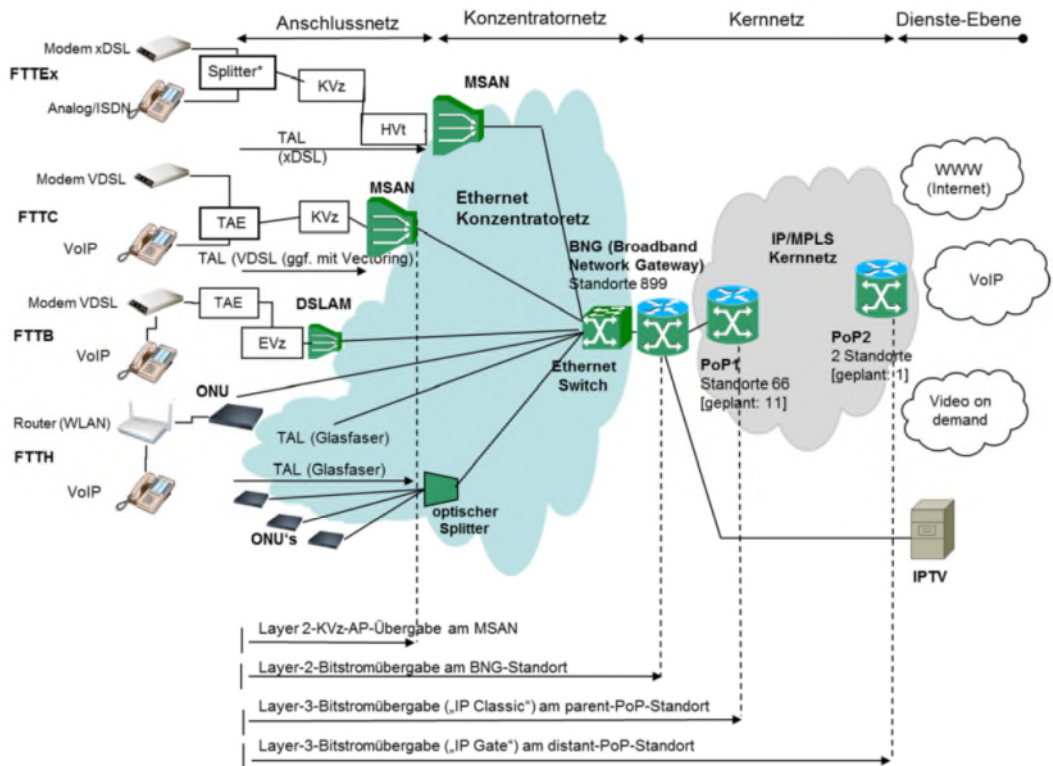 Anschlussnetz
Konzentratornetz
Kernnetz
Dienste-Ebene
Modem xDSL
FTTEx
Splitter*
Analog/ISDN
KVz
HVt
MSAN
TAL
(xDSL)
Modem VDSL
FTTC
TAE
KVz
MSAN
VoIP
TAL (VDSL (ggf. mit Vectoring)
Ethernet
Konzentratoretz
Modem VDSL
FTTB
TAE
EVz
DSLAM
VoIP
ONU
Router (WLAN)
FTTH
TAL (Glasfaser)
TAL (Glasfaser)
VoIP
ONU's
optischer
Splitter
Ethernet
Switch
BNG (Broadband
Network Gateway)
Standorte 899
IP/MPLS
Kernnetz
PoP1
Standorte 66
[geplant: 11]
PoP2
2 Standorte
[geplant: 1]
WWW
(Internet)
VoIP
Video on
demand
IPTV
Layer 2-KVz-AP-Übergabe am MSAN
Layer-2-Bitstromübergabe am BNG-Standort
Layer-3-Bitstromübergabe („IP Classic“) am parent-PoP-Standort
Layer-3-Bitstromübergabe („IP Gate“) am distant-PoP-Standort